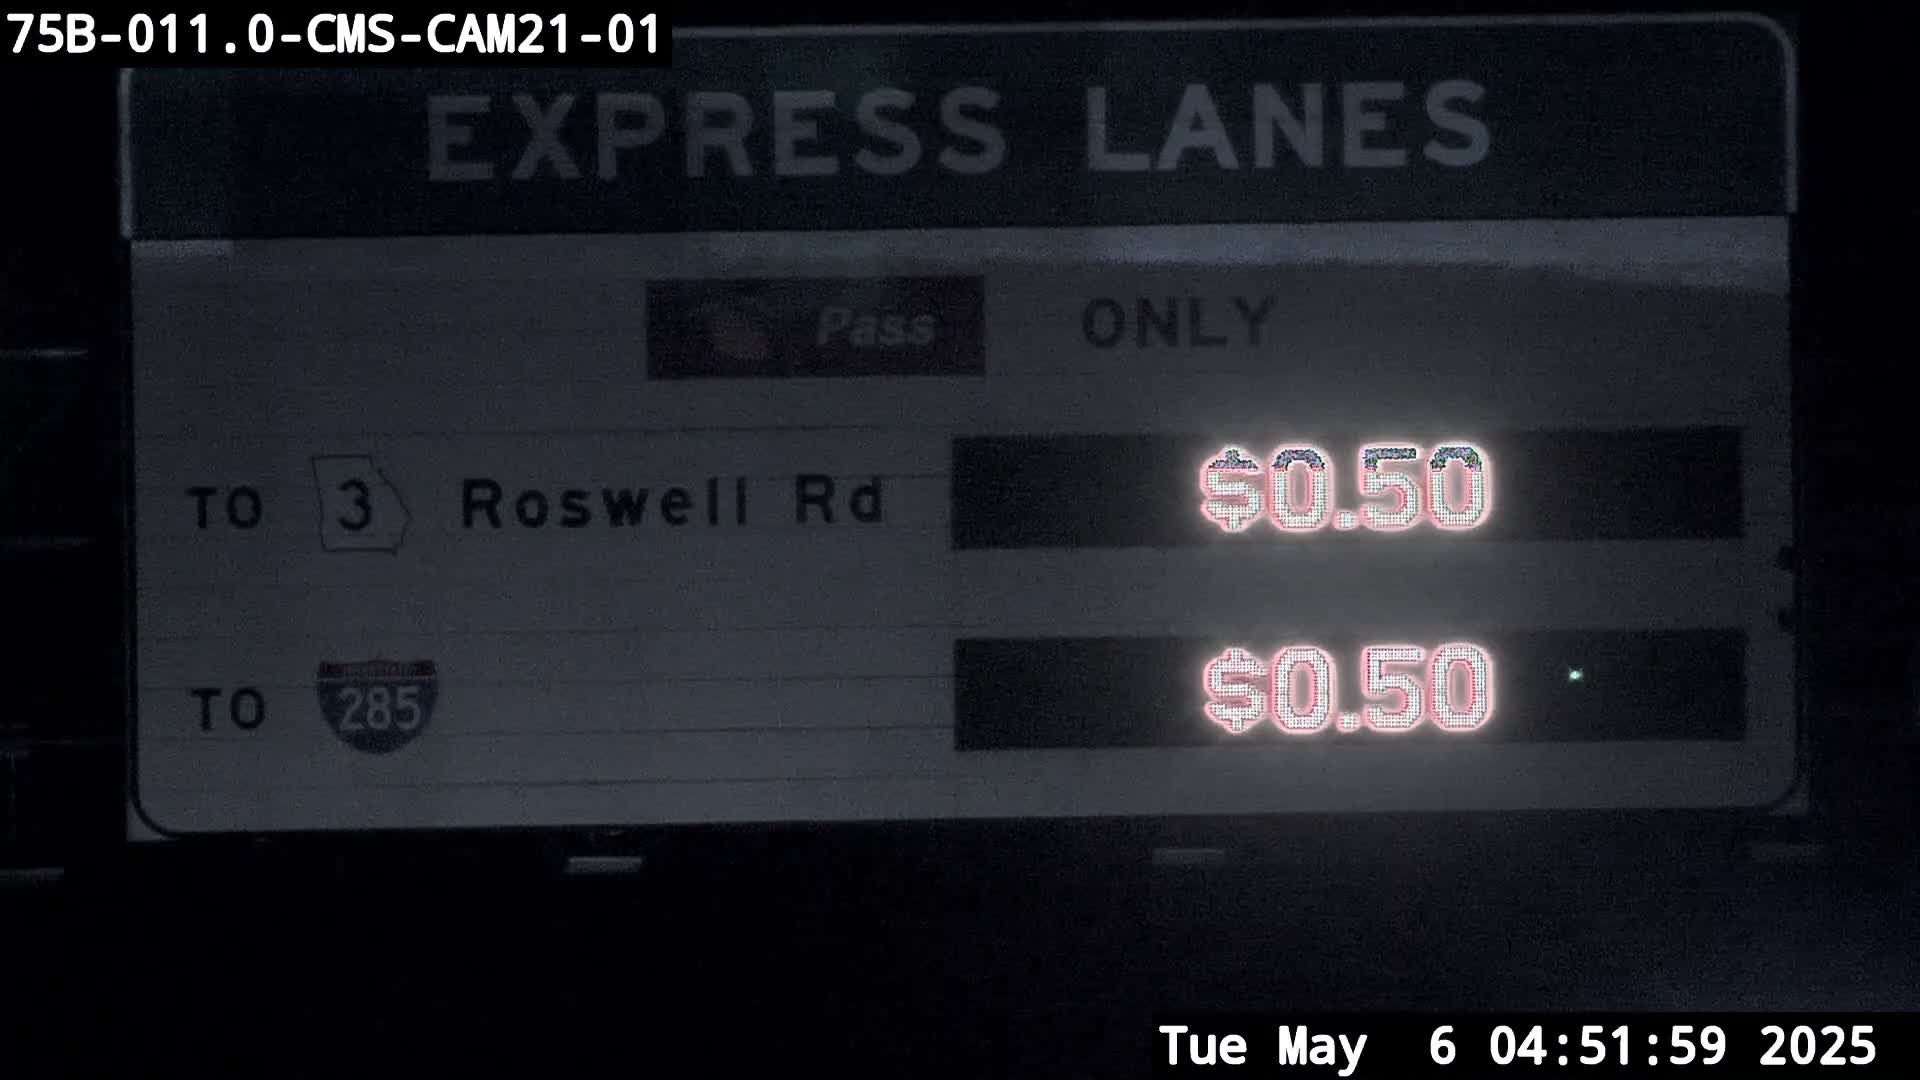 75B-011.0-CMS-CAM21-01
EXPRESS LANES
Pass ONLY
TO 3 Roswell Rd $0.50
TO 285 $0.50
Tue May 6 04:51:59 2025